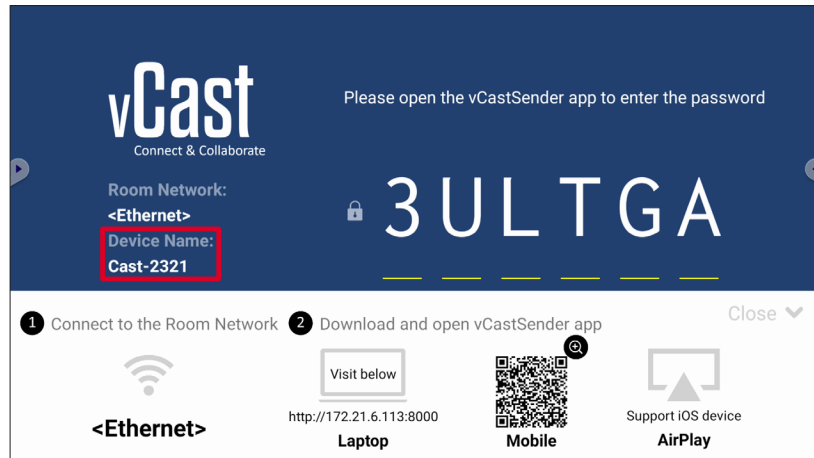 vCast
Connect & Collaborate
Please open the vCastSender app to enter the password
Room Network:
<Ethernet>
Device Name:
Cast-2321
3ULTGA
1 Connect to the Room Network
2 Download and open vCastSender app
Close
<Ethernet>
Visit below
http://172.21.6.113:8000
Laptop
Mobile
Support iOS device
AirPlay